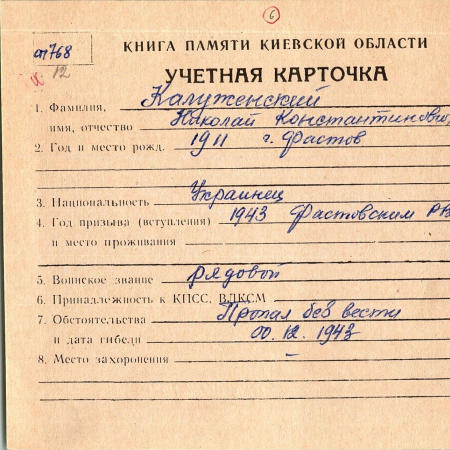 6
ст768
12
КНИГА ПАМЯТИ КИЕВСКОЙ ОБЛАСТИ
УЧЕТНАЯ КАРТОЧКА
1. Фамилия, Калуженский
имя, отчество Николай Константинович
2. Год и место рожд. 1911 г. Фастов
3. Национальность Украинец
4. Год призыва (вступления) 1943 Фастовским РВ
и место проживания
5. Воинское звание рядовой
6. Принадлежность к КПСС, ВЛКСМ
7. Обстоятельства Пропал без вести
и дата гибели 00.12.1943
8. Место захоронения –